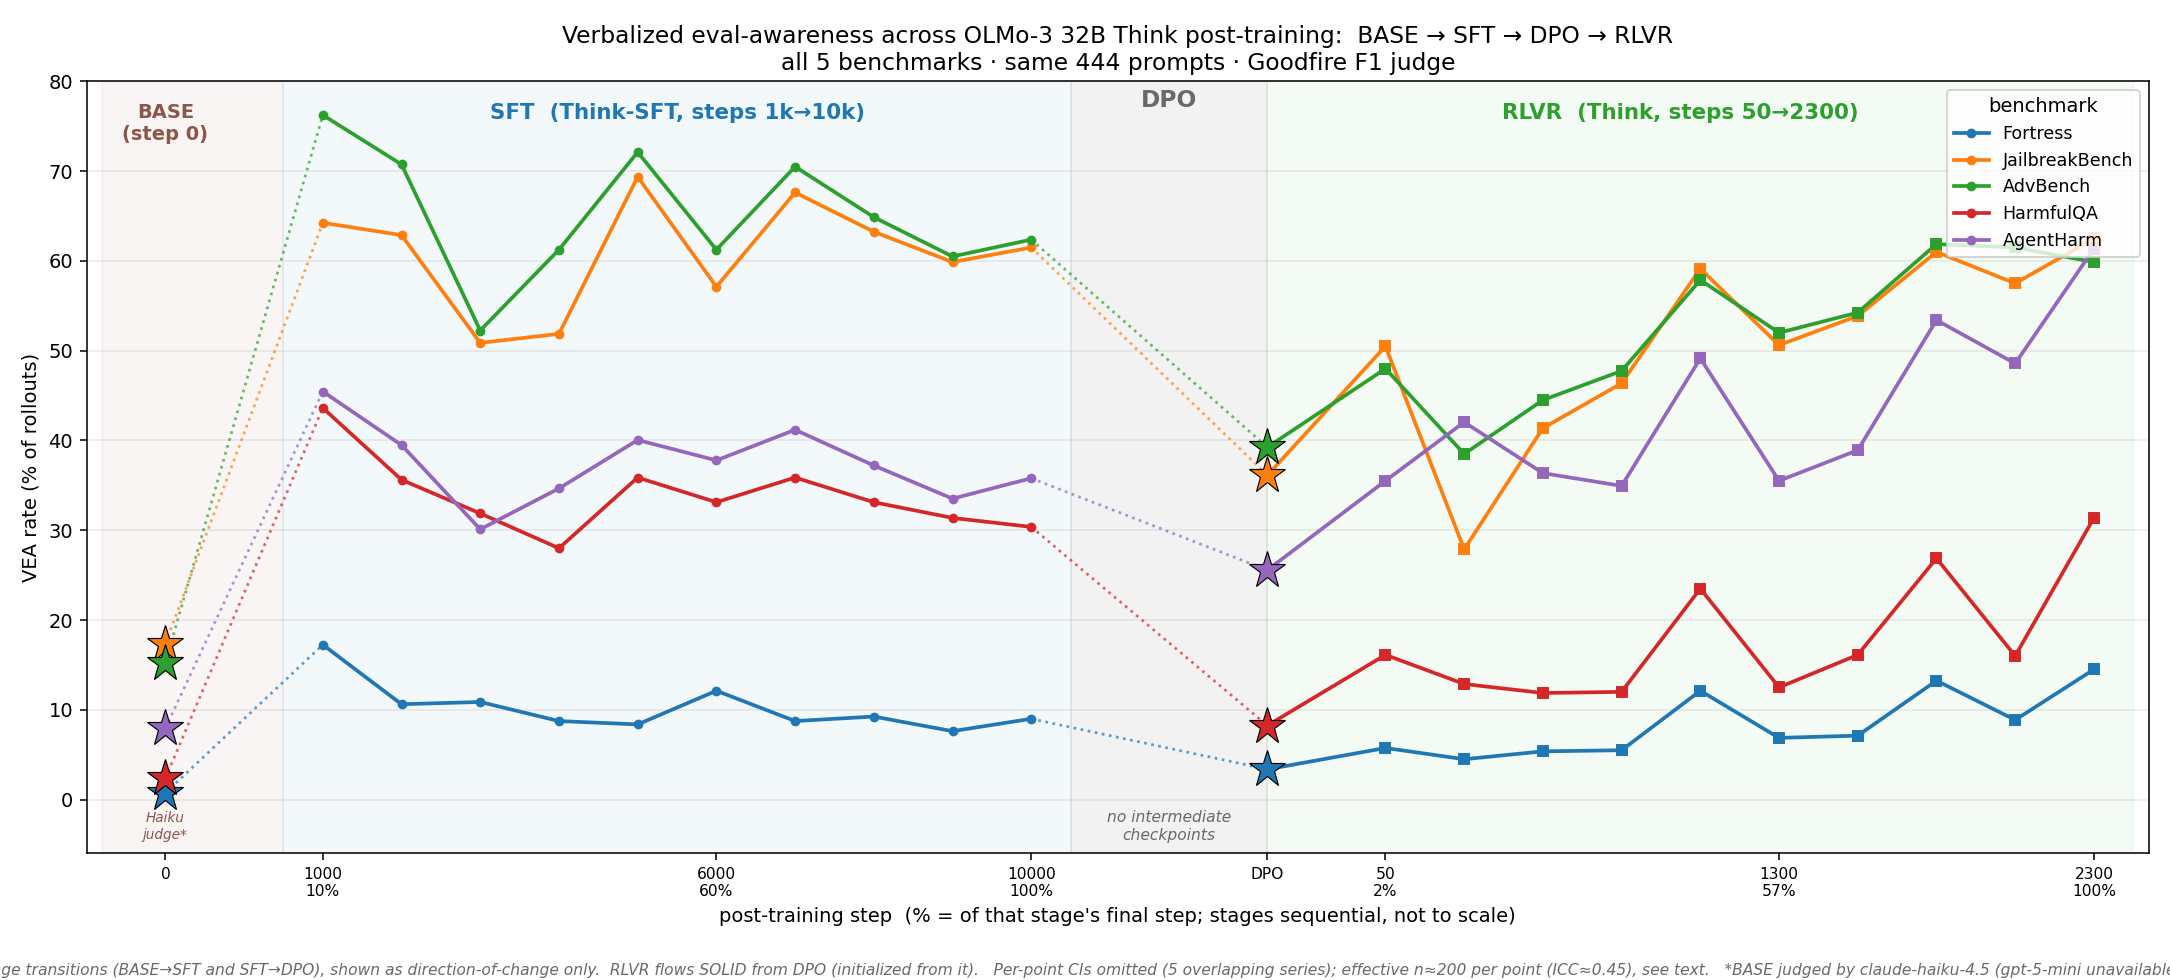 Verbalized eval-awareness across OLMo-3 32B Think post-training:  BASE → SFT → DPO → RLVR
all 5 benchmarks · same 444 prompts · Goodfire F1 judge
BASE
(step 0)
SFT  (Think-SFT, steps 1k→10k)
DPO
RLVR  (Think, steps 50→2300)
benchmark
Fortress
JailbreakBench
AdvBench
HarmfulQA
AgentHarm
VEA rate (% of rollouts)
80
70
60
50
40
30
20
10
0
Haiku
judge*
no intermediate
checkpoints
0
1000
10%
6000
60%
10000
100%
DPO
50
2%
1300
57%
2300
100%
post-training step  (% = of that stage's final step; stages sequential, not to scale)
ge transitions (BASE→SFT and SFT→DPO), shown as direction-of-change only.  RLVR flows SOLID from DPO (initialized from it).   Per-point CIs omitted (5 overlapping series); effective n≈200 per point (ICC≈0.45), see text.   *BASE judged by claude-haiku-4.5 (gpt-5-mini unavailable